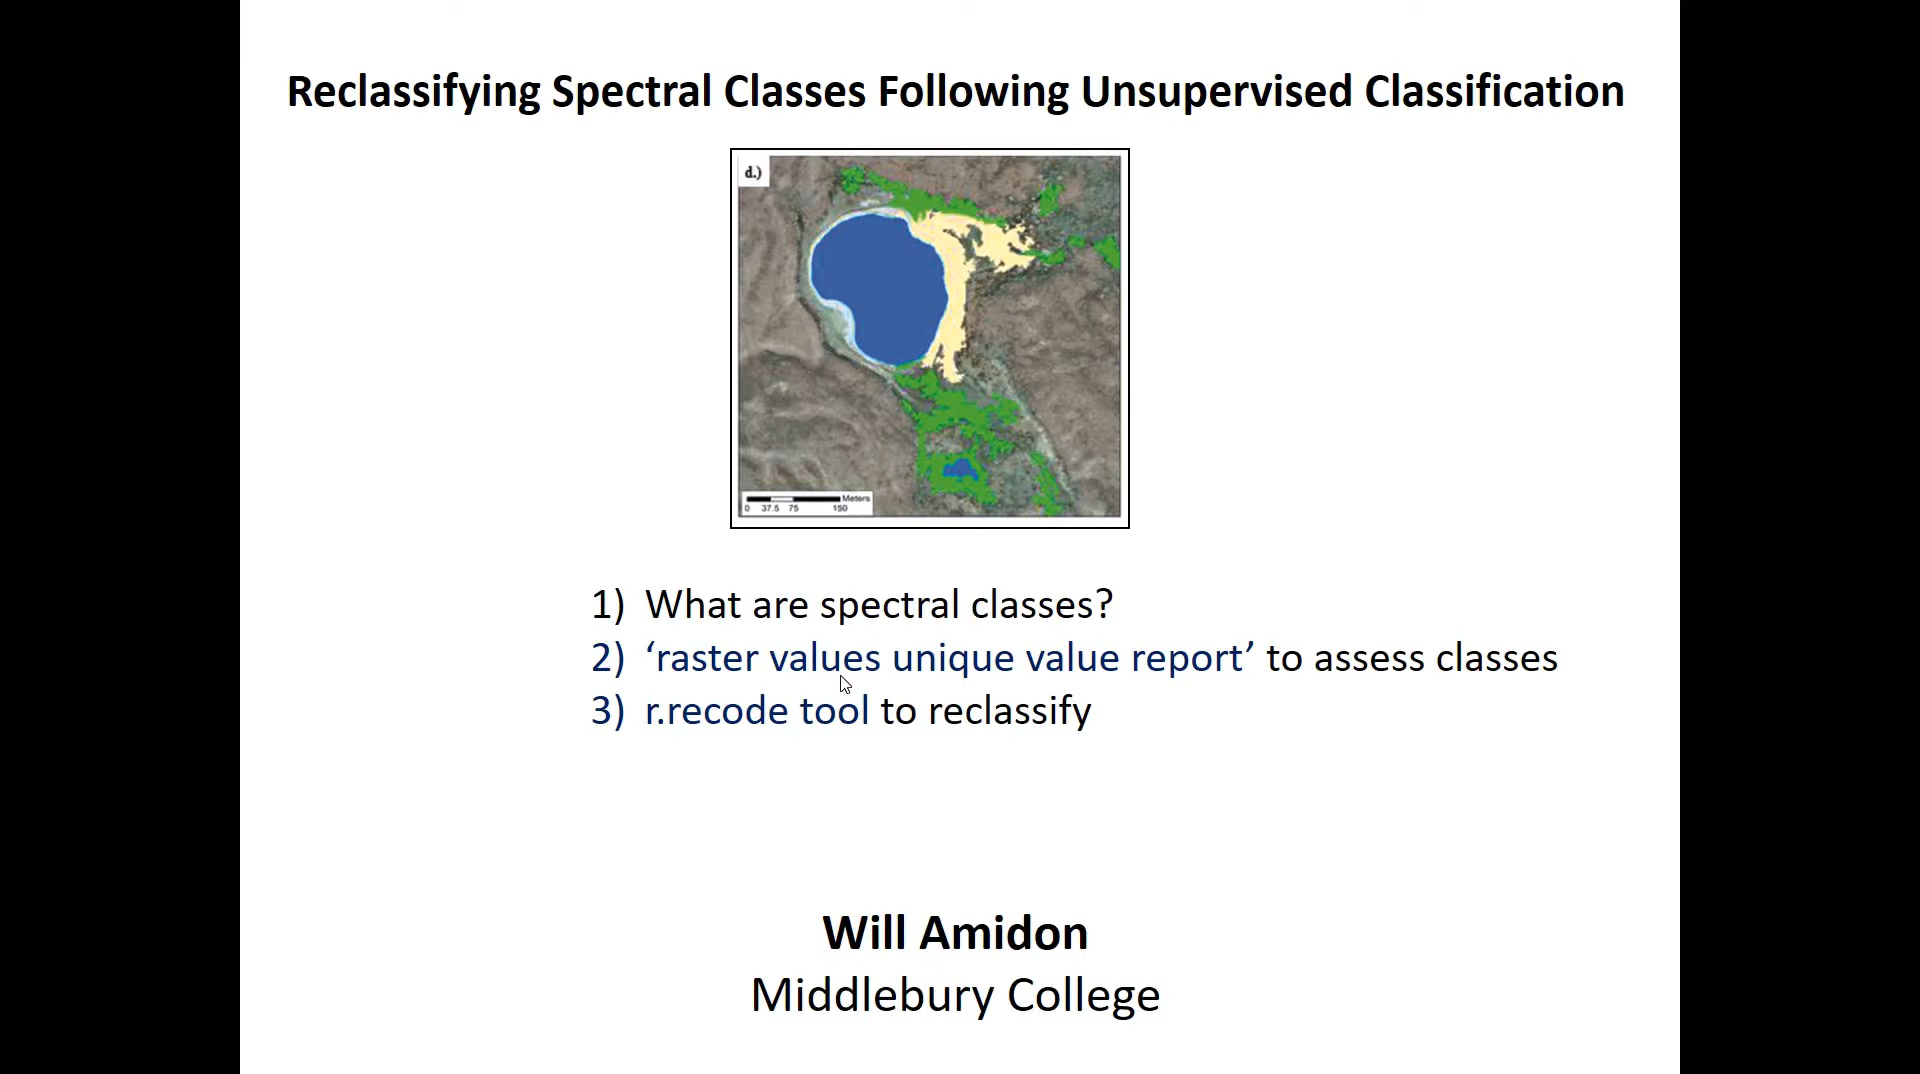 Reclassifying Spectral Classes Following Unsupervised Classification
d.)
Meters
0 37.5 75 150
1) What are spectral classes?
2) ‘raster values unique value report’ to assess classes
3) r.recode tool to reclassify
Will Amidon
Middlebury College